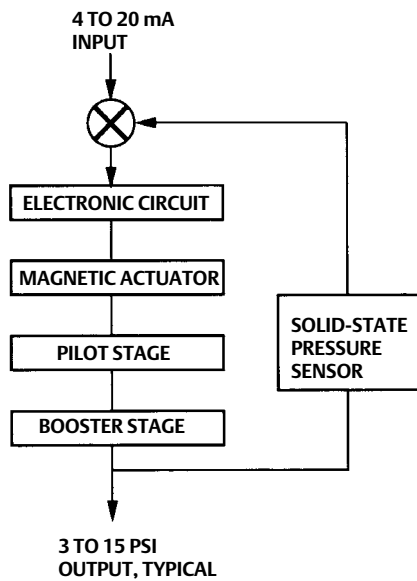 4 TO 20 mA
INPUT
ELECTRONIC CIRCUIT
MAGNETIC ACTUATOR
PILOT STAGE
SOLID-STATE
PRESSURE
SENSOR
BOOSTER STAGE
3 TO 15 PSI
OUTPUT, TYPICAL